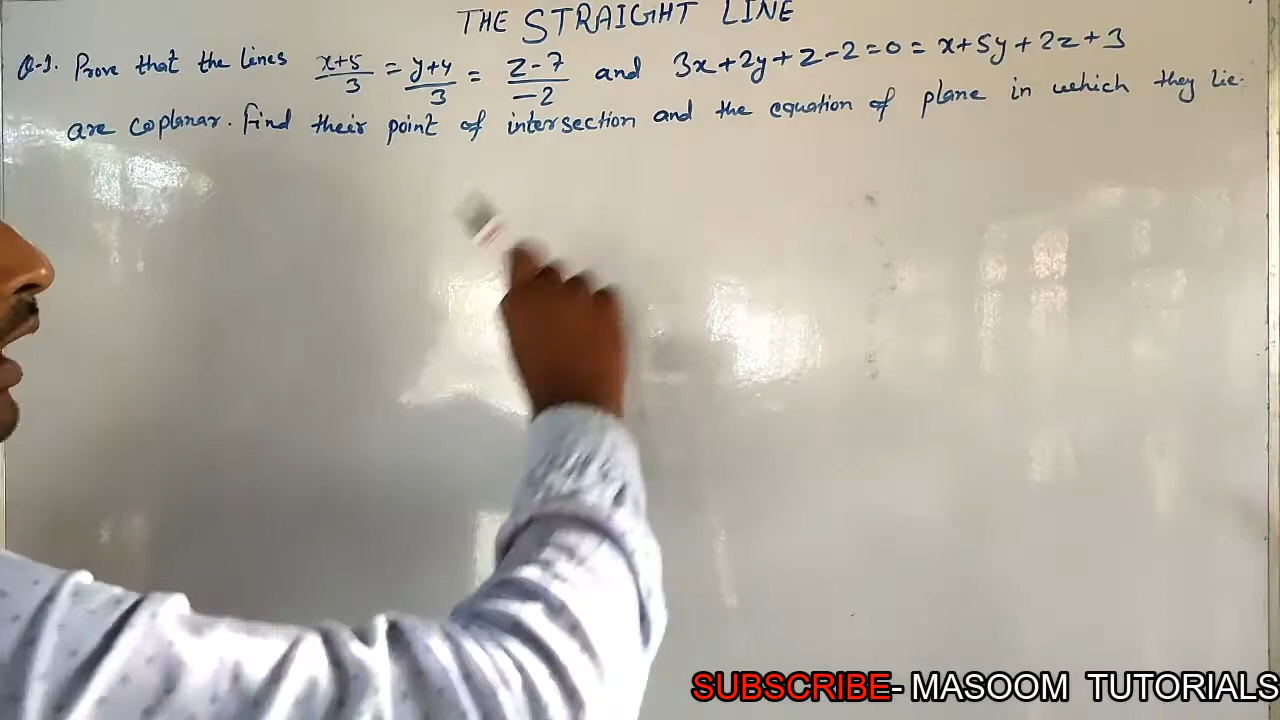 THE STRAIGHT LINE
Q-1. Prove that the lines x+5/3 = y+4/3 = z-7/-2 and 3x+2y+z-2=0=x+5y+2z+3
are coplanar. Find their point of intersection and the equation of plane in which they lie.
SUBSCRIBE- MASOOM TUTORIALS